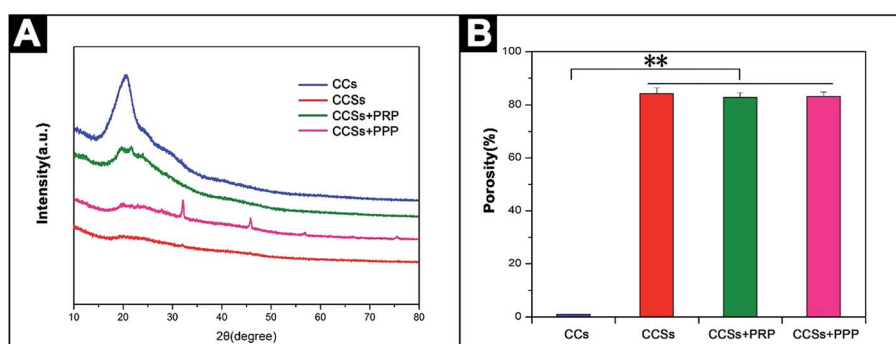 A
CCs
CCSs
CCSs+PRP
CCSs+PPP
Intensity(a.u.)
10 20 30 40 50 60 70 80
2θ(degree)
B
**
Porosity(%)
100
80
60
40
20
0
CCs CCSs CCSs+PRP CCSs+PPP